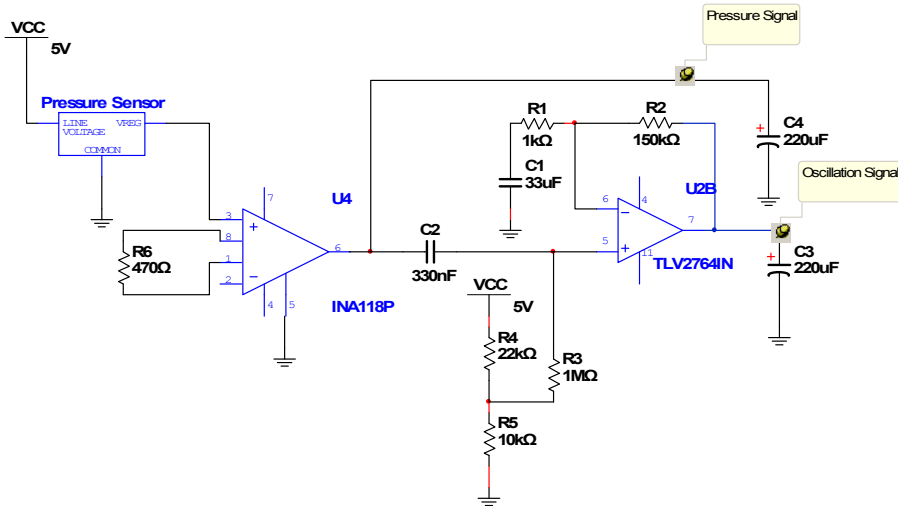 Pressure Signal
VCC
5V
Pressure Sensor
LINE
VOLTAGE
VREG
COMMON
R1
1kΩ
R2
150kΩ
C4
220uF
C1
33uF
Oscillation Signal
U4
U2B
3
7
8
1
2
6
4
5
R6
470Ω
INA118P
C2
330nF
6
5
4
7
11
TLV2764IN
C3
220uF
VCC
5V
R4
22kΩ
R3
1MΩ
R5
10kΩ